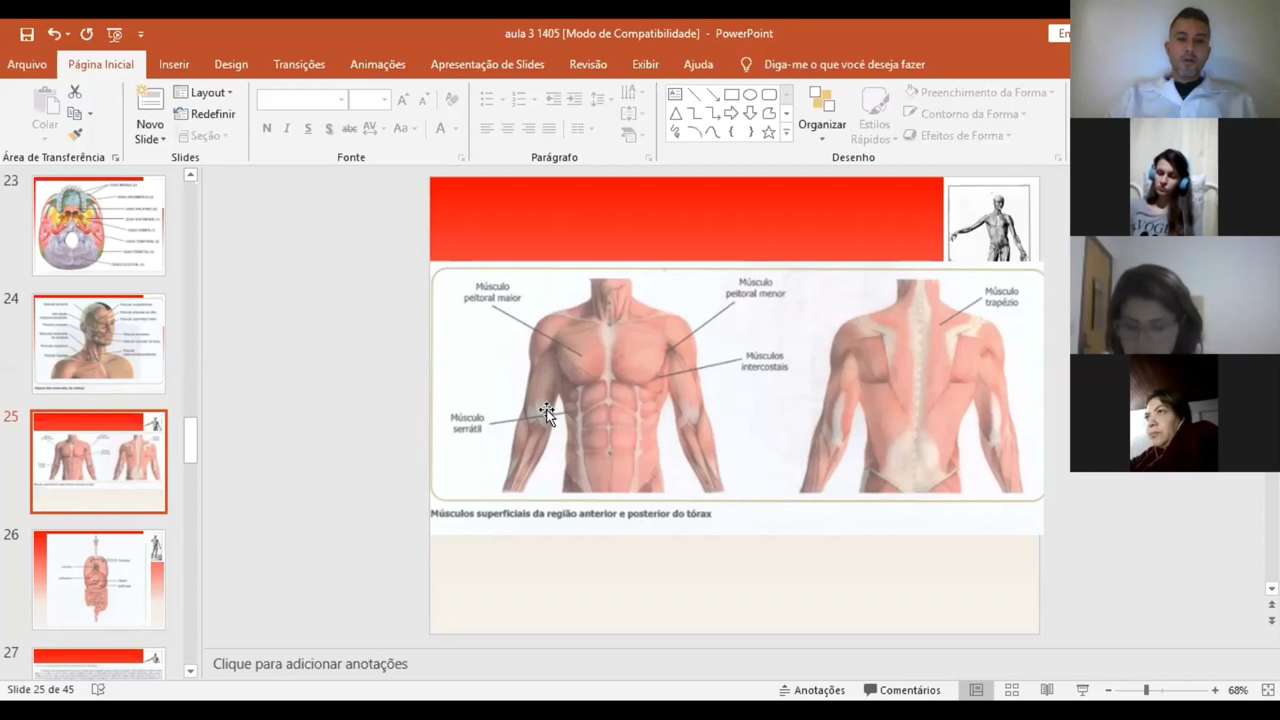 aula 3 1405 [Modo de Compatibilidade] - PowerPoint
Arquivo
Página Inicial
Inserir
Design
Transições
Animações
Apresentação de Slides
Revisão
Exibir
Ajuda
Diga-me o que você deseja fazer
Colar
Novo
Slide
Layout
Redefinir
Seção
Organizar
Estilos
Rápidos
Preenchimento da Forma
Contorno da Forma
Efeitos de Forma
Área de Transferência
Slides
Fonte
Parágrafo
Desenho
23
24
25
26
27
Músculo
peitoral maior
Músculo
peitoral menor
Músculo
trapézio
Músculos
intercostais
Músculo
serrátil
Músculos superficiais da região anterior e posterior do tórax
Clique para adicionar anotações
Slide 25 de 45
Anotações
Comentários
68%